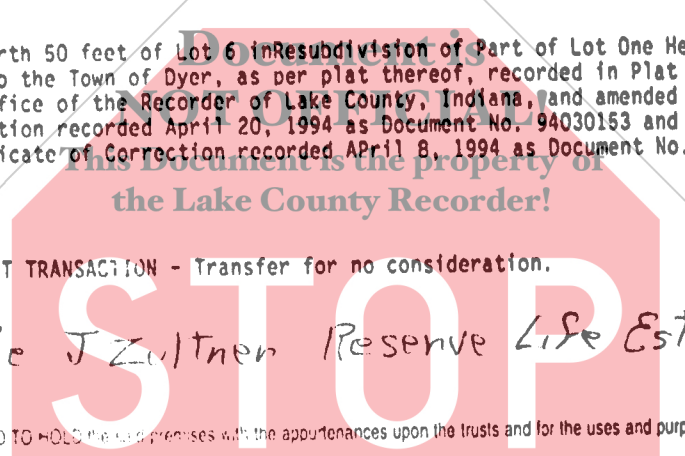 rth 50 feet of Lot 6 inResubdivision of Part of Lot One He
o the Town of Dyer, as per plat thereof, recorded in Plat
ffice of the Recorder of Lake County, Indiana, and amended
tion recorded April 20, 1994 as Document No. 94030153 and
icate of Correction recorded APril 8, 1994 as Document No.
Document is
NOT OFFICIAL!
This Document is the property of
the Lake County Recorder!
T TRANSACTION - Transfer for no consideration.
STOP
e J Zultner Reserve Life Est
O TO HOLD the said premises with the appurtenances upon the trusts and for the uses and purp